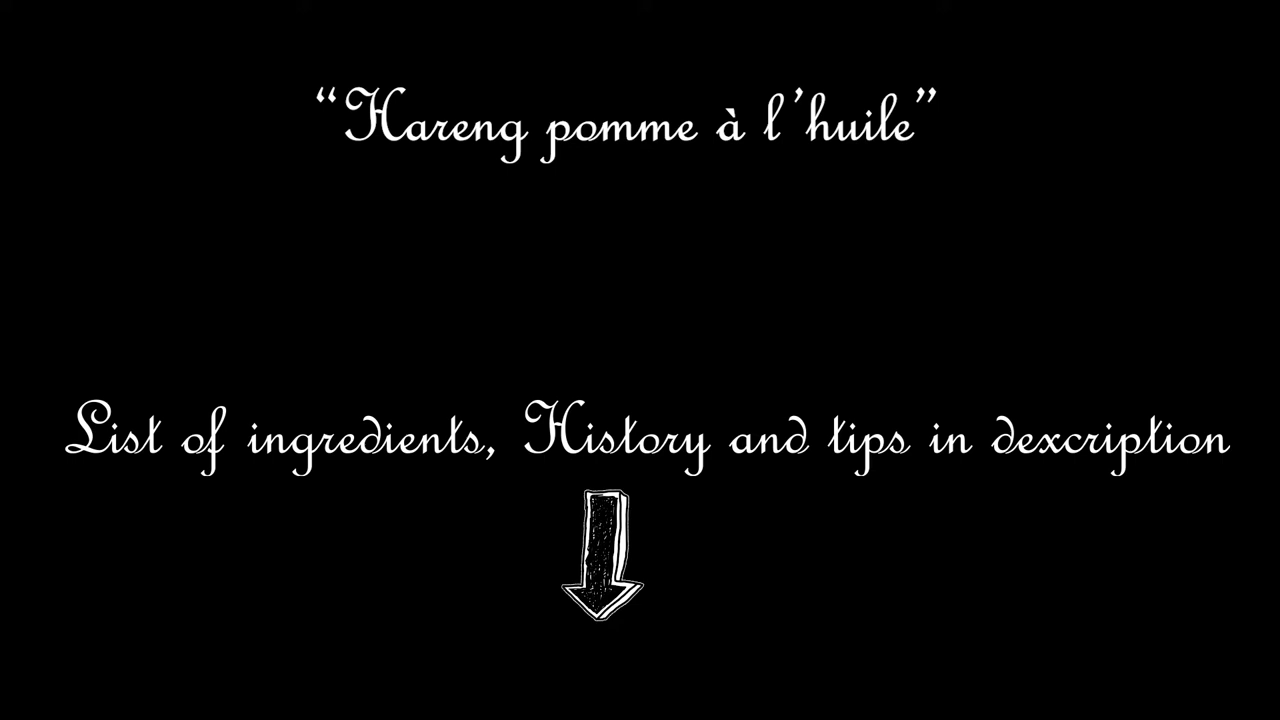 “Hareng pomme à l’huile”
List of ingredients, History and tips in dexcription